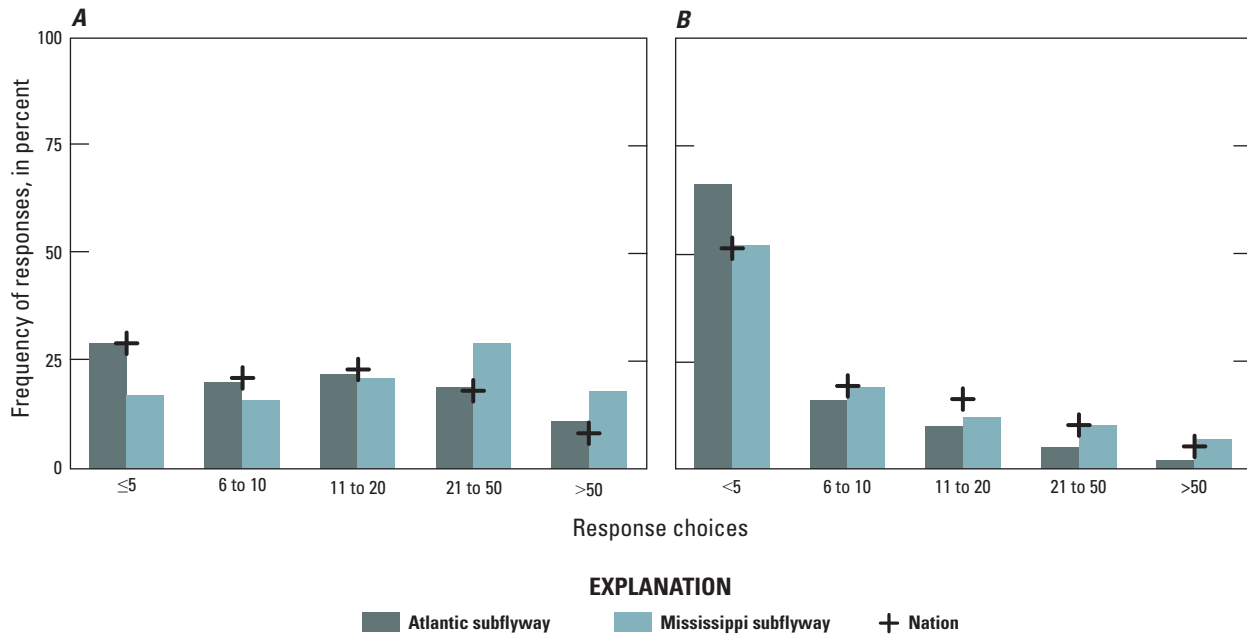 A
B
100
75
50
25
0
Frequency of responses, in percent
≤5 6 to 10 11 to 20 21 to 50 >50
<5 6 to 10 11 to 20 21 to 50 >50
Response choices
EXPLANATION
Atlantic subflyway Mississippi subflyway Nation